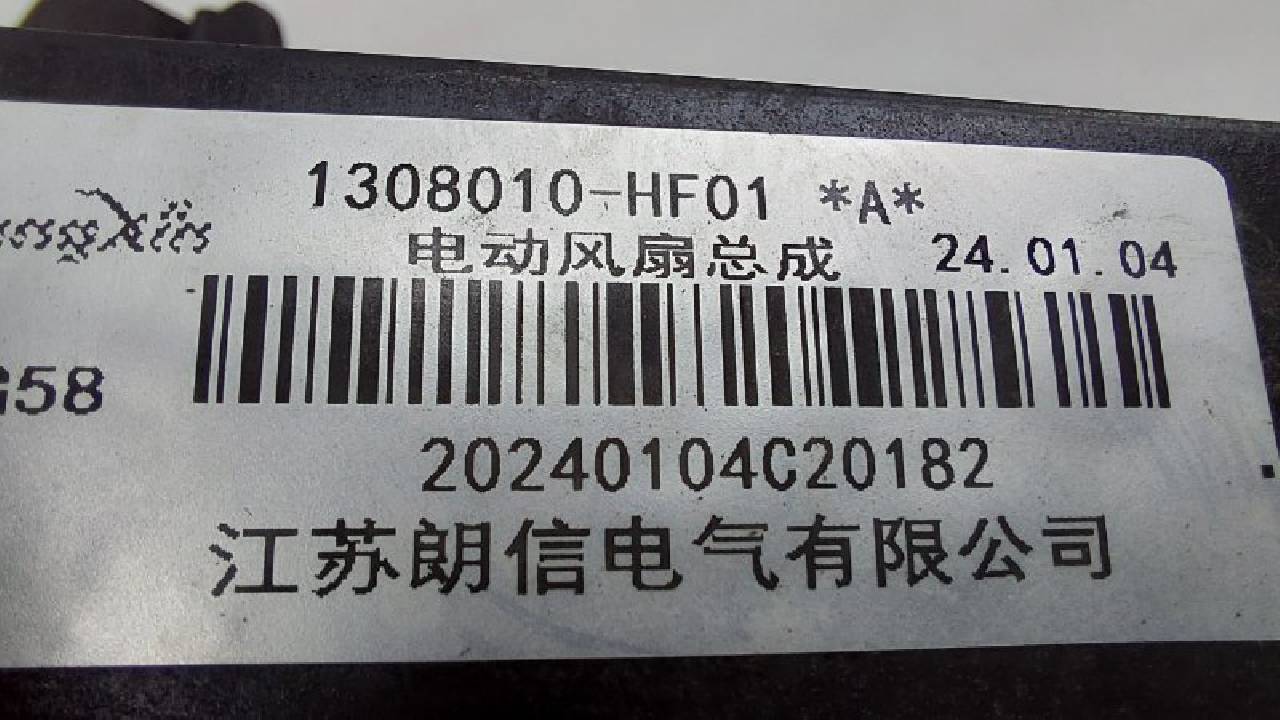 1308010-HF01 *A*
电动风扇总成 24.01.04
G58
20240104C20182
江苏朗信电气有限公司